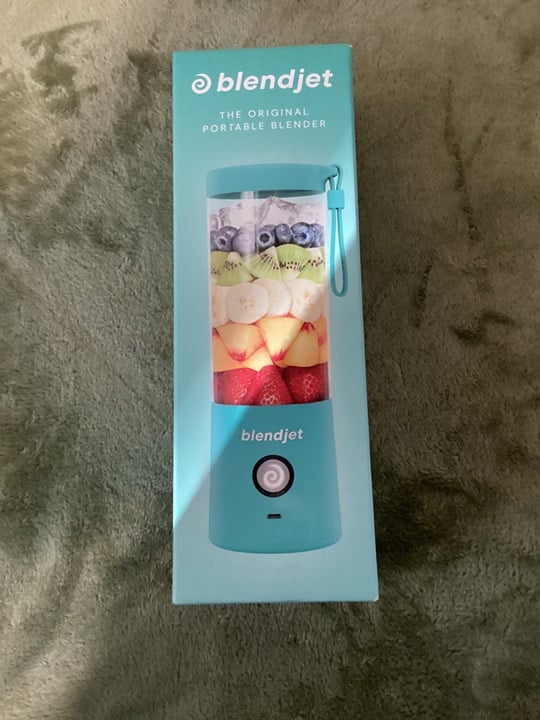 blendjet
THE ORIGINAL
PORTABLE BLENDER
blendjet